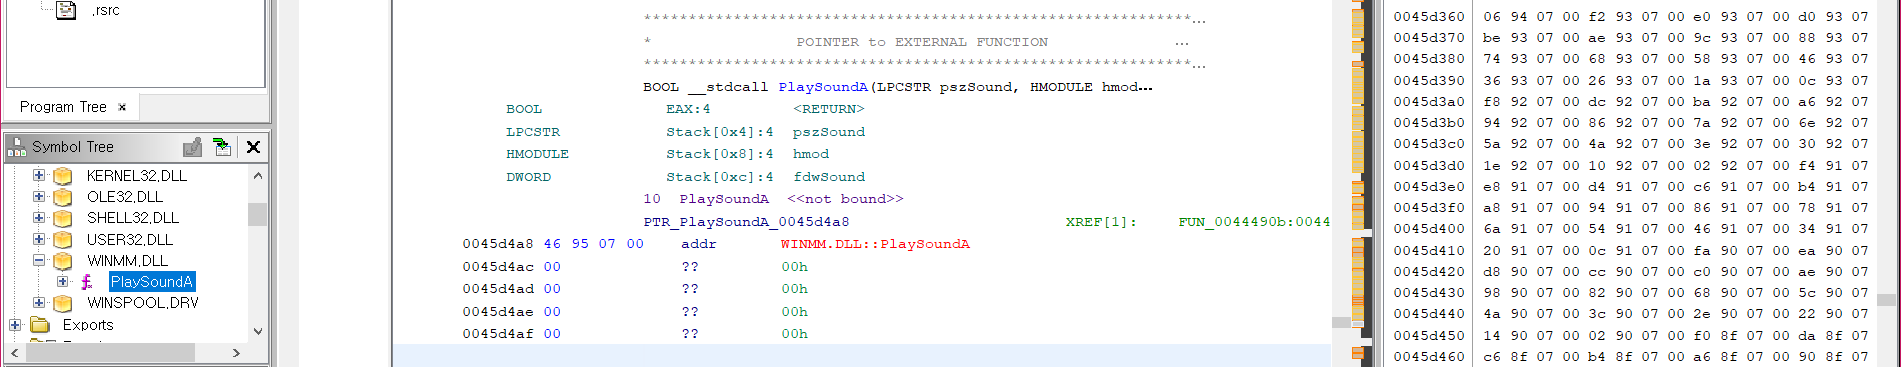 .rsrc
Program Tree ×
Symbol Tree
KERNEL32.DLL
OLE32.DLL
SHELL32.DLL
USER32.DLL
WINMM.DLL
f PlaySoundA
WINSPOOL.DRV
Exports
*************************************************************...
* POINTER to EXTERNAL FUNCTION ...
*************************************************************...
BOOL __stdcall PlaySoundA(LPCSTR pszSound, HMODULE hmod...
BOOL EAX:4 <RETURN>
LPCSTR Stack[0x4]:4 pszSound
HMODULE Stack[0x8]:4 hmod
DWORD Stack[0xc]:4 fdwSound
10 PlaySoundA <<not bound>>
PTR_PlaySoundA_0045d4a8 XREF[1]: FUN_0044490b:0044
0045d4a8 46 95 07 00 addr WINMM.DLL::PlaySoundA
0045d4ac 00 ?? 00h
0045d4ad 00 ?? 00h
0045d4ae 00 ?? 00h
0045d4af 00 ?? 00h
0045d360 06 94 07 00 f2 93 07 00 e0 93 07 00 d0 93 07
0045d370 be 93 07 00 ae 93 07 00 9c 93 07 00 88 93 07
0045d380 74 93 07 00 68 93 07 00 58 93 07 00 46 93 07
0045d390 36 93 07 00 26 93 07 00 1a 93 07 00 0c 93 07
0045d3a0 f8 92 07 00 dc 92 07 00 ba 92 07 00 a6 92 07
0045d3b0 94 92 07 00 86 92 07 00 7a 92 07 00 6e 92 07
0045d3c0 5a 92 07 00 4a 92 07 00 3e 92 07 00 30 92 07
0045d3d0 1e 92 07 00 10 92 07 00 02 92 07 00 f4 91 07
0045d3e0 e8 91 07 00 d4 91 07 00 c6 91 07 00 b4 91 07
0045d3f0 a8 91 07 00 94 91 07 00 86 91 07 00 78 91 07
0045d400 6a 91 07 00 54 91 07 00 46 91 07 00 34 91 07
0045d410 20 91 07 00 0c 91 07 00 fa 90 07 00 ea 90 07
0045d420 d8 90 07 00 cc 90 07 00 c0 90 07 00 ae 90 07
0045d430 98 90 07 00 82 90 07 00 68 90 07 00 5c 90 07
0045d440 4a 90 07 00 3c 90 07 00 2e 90 07 00 22 90 07
0045d450 14 90 07 00 02 90 07 00 f0 8f 07 00 da 8f 07
0045d460 c6 8f 07 00 b4 8f 07 00 a6 8f 07 00 90 8f 07